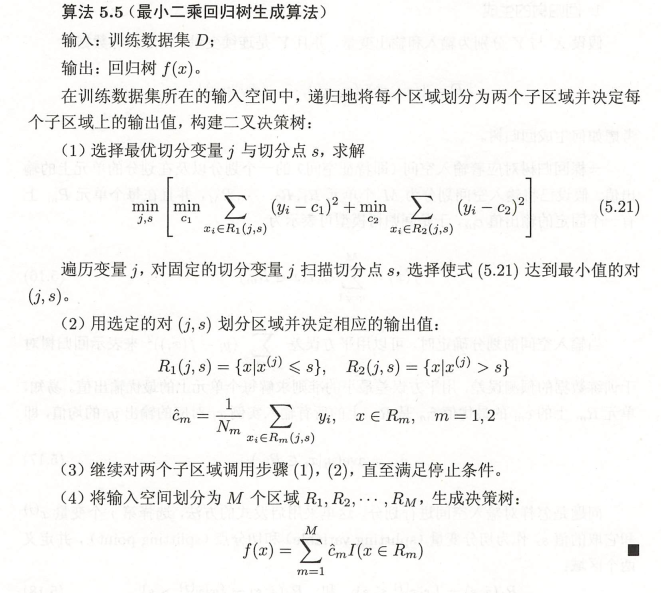 算法 5.5 (最小二乘回归树生成算法)
输入: 训练数据集 D;
输出: 回归树 f(x)。
在训练数据集所在的输入空间中, 递归地将每个区域划分为两个子区域并决定每
个子区域上的输出值, 构建二叉决策树:
(1) 选择最优切分变量 j 与切分点 s, 求解
\min_{j,s} \left[ \min_{c_1} \sum_{x_i \in R_1(j,s)} (y_i - c_1)^2 + \min_{c_2} \sum_{x_i \in R_2(j,s)} (y_i - c_2)^2 \right] (5.21)
遍历变量 j, 对固定的切分变量 j 扫描切分点 s, 选择使式 (5.21) 达到最小值的对
(j, s)。
(2) 用选定的对 (j, s) 划分区域并决定相应的输出值:
R_1(j,s) = \{x|x^{(j)} \leqslant s\}, R_2(j,s) = \{x|x^{(j)} > s\}
\hat{c}_m = \frac{1}{N_m} \sum_{x_i \in R_m(j,s)} y_i, x \in R_m, m = 1,2
(3) 继续对两个子区域调用步骤 (1), (2), 直至满足停止条件。
(4) 将输入空间划分为 M 个区域 R_1, R_2, \cdots, R_M, 生成决策树:
f(x) = \sum_{m=1}^{M} \hat{c}_m I(x \in R_m) ■